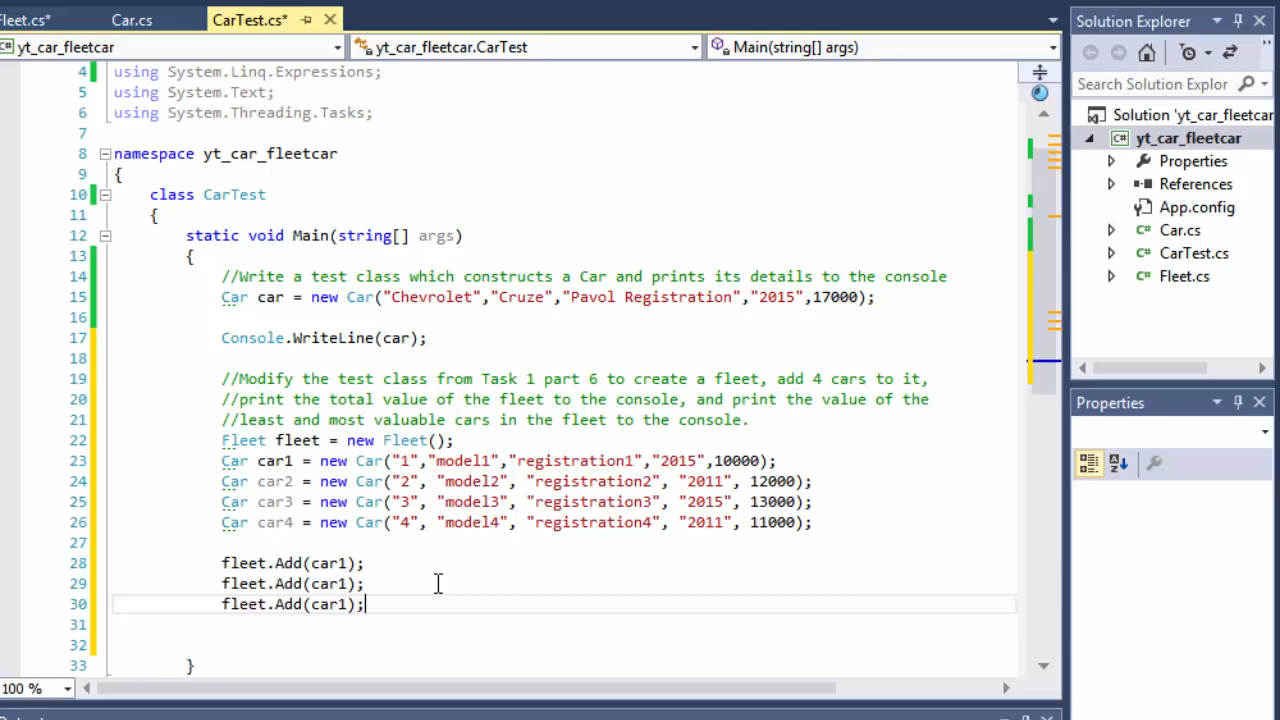 Fleet.cs* Car.cs CarTest.cs*
yt_car_fleetcar yt_car_fleetcar.CarTest Main(string[] args)
4 using System.Linq.Expressions;
5 using System.Text;
6 using System.Threading.Tasks;
7
8 namespace yt_car_fleetcar
9 {
10 class CarTest
11 {
12 static void Main(string[] args)
13 {
14 //Write a test class which constructs a Car and prints its details to the console
15 Car car = new Car("Chevrolet","Cruze","Pavol Registration","2015",17000);
16
17 Console.WriteLine(car);
18
19 //Modify the test class from Task 1 part 6 to create a fleet, add 4 cars to it,
20 //print the total value of the fleet to the console, and print the value of the
21 //least and most valuable cars in the fleet to the console.
22 Fleet fleet = new Fleet();
23 Car car1 = new Car("1","model1","registration1","2015",10000);
24 Car car2 = new Car("2", "model2", "registration2", "2011", 12000);
25 Car car3 = new Car("3", "model3", "registration3", "2015", 13000);
26 Car car4 = new Car("4", "model4", "registration4", "2011", 11000);
27
28 fleet.Add(car1);
29 fleet.Add(car1);
30 fleet.Add(car1);
31
32
33 }
100 %
Solution Explorer
Search Solution Explor
Solution 'yt_car_fleetcar
C# yt_car_fleetcar
Properties
References
App.config
C# Car.cs
C# CarTest.cs
C# Fleet.cs
Properties